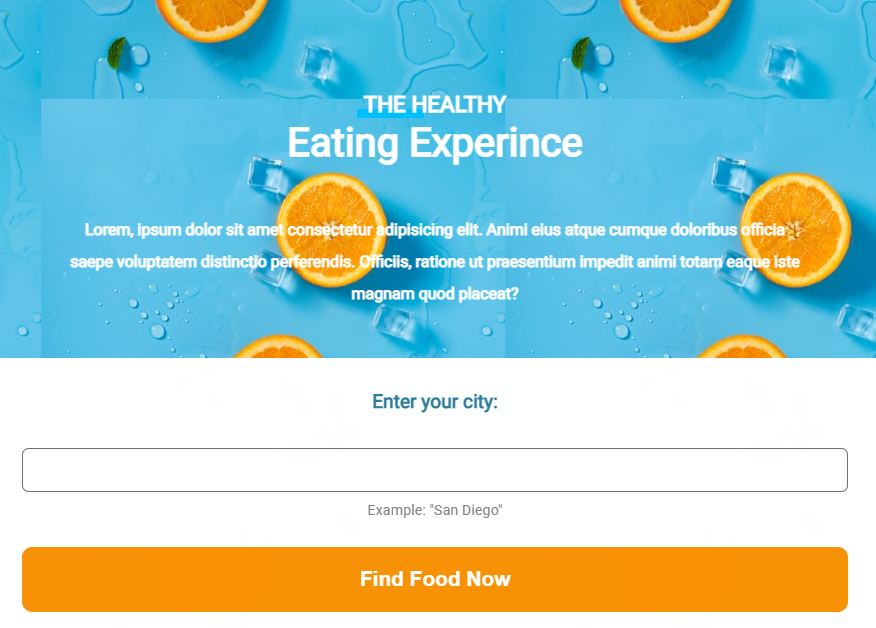 THE HEALTHY
Eating Experince
Lorem, ipsum dolor sit amet consectetur adipisicing elit. Animi eius atque cumque doloribus officia
saepe voluptatem distinctio perferendis. Officiis, ratione ut praesentium impedit animi totam eaque iste
magnam quod placeat?
Enter your city:
Example: "San Diego"
Find Food Now